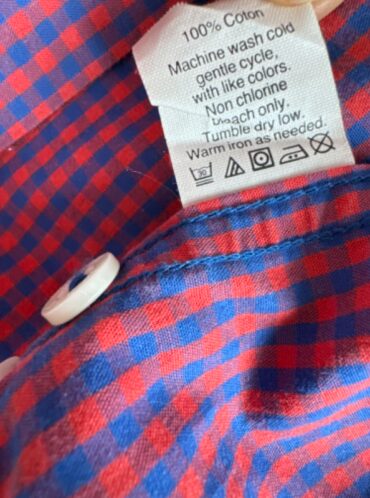 100% Coton
Machine wash cold
gentle cycle,
with like colors.
Non chlorine
bleach only.
Tumble dry low.
Warm iron as needed.
30